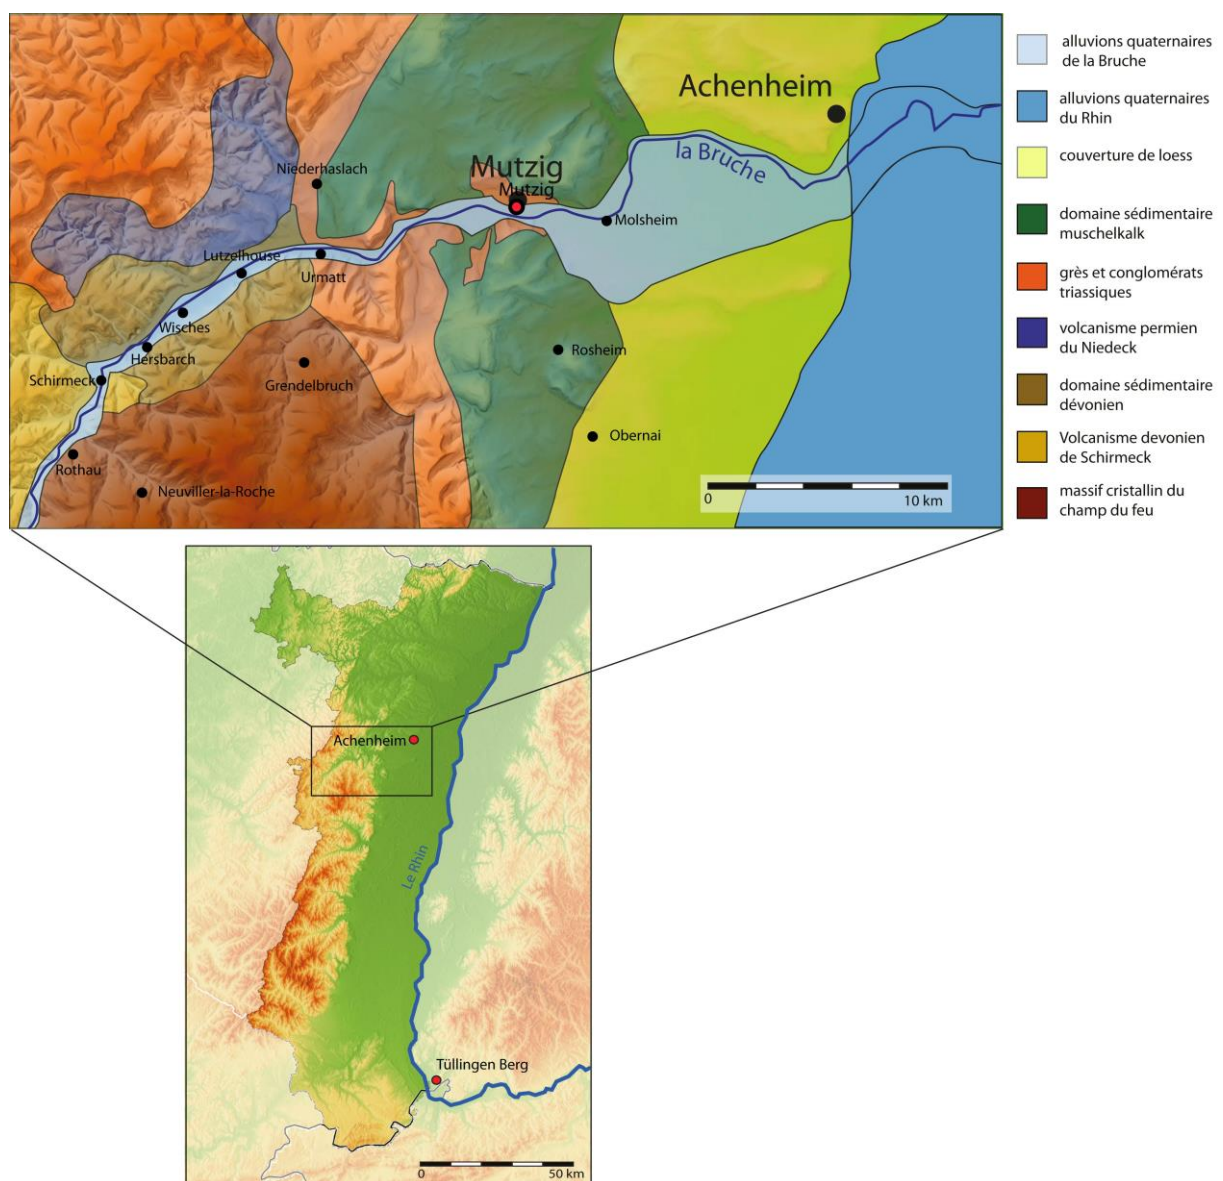 Achenheim
la Bruche
Niederhaslach
Mutzig
Mutzig
Molsheim
Lutzelhouse
Urmatt
Wisches
Hersbarch
Schirmeck
Grendelbruch
Rosheim
Obernai
Rothau
Neuviller-la-Roche
0 10 km
alluvions quaternaires
de la Bruche
alluvions quaternaires
du Rhin
couverture de loess
domaine sédimentaire
muschelkalk
grès et conglomérats
triassiques
volcanisme permien
du Niedeck
domaine sédimentaire
dévonien
Volcanisme devonien
de Schirmeck
massif cristallin du
champ du feu
Achenheim
Le Rhin
Tüllingen Berg
0 50 km